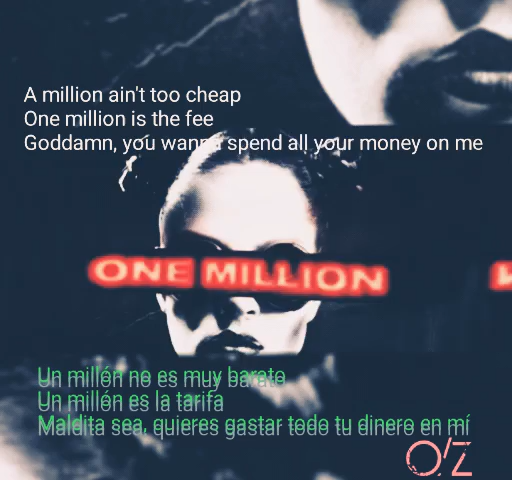 A million ain't too cheap
One million is the fee
Goddamn, you wanna spend all your money on me
ONE MILLION
Un millón no es muy barato
Un millón es la tarifa
Maldita sea, quieres gastar todo tu dinero en mí
O'Z